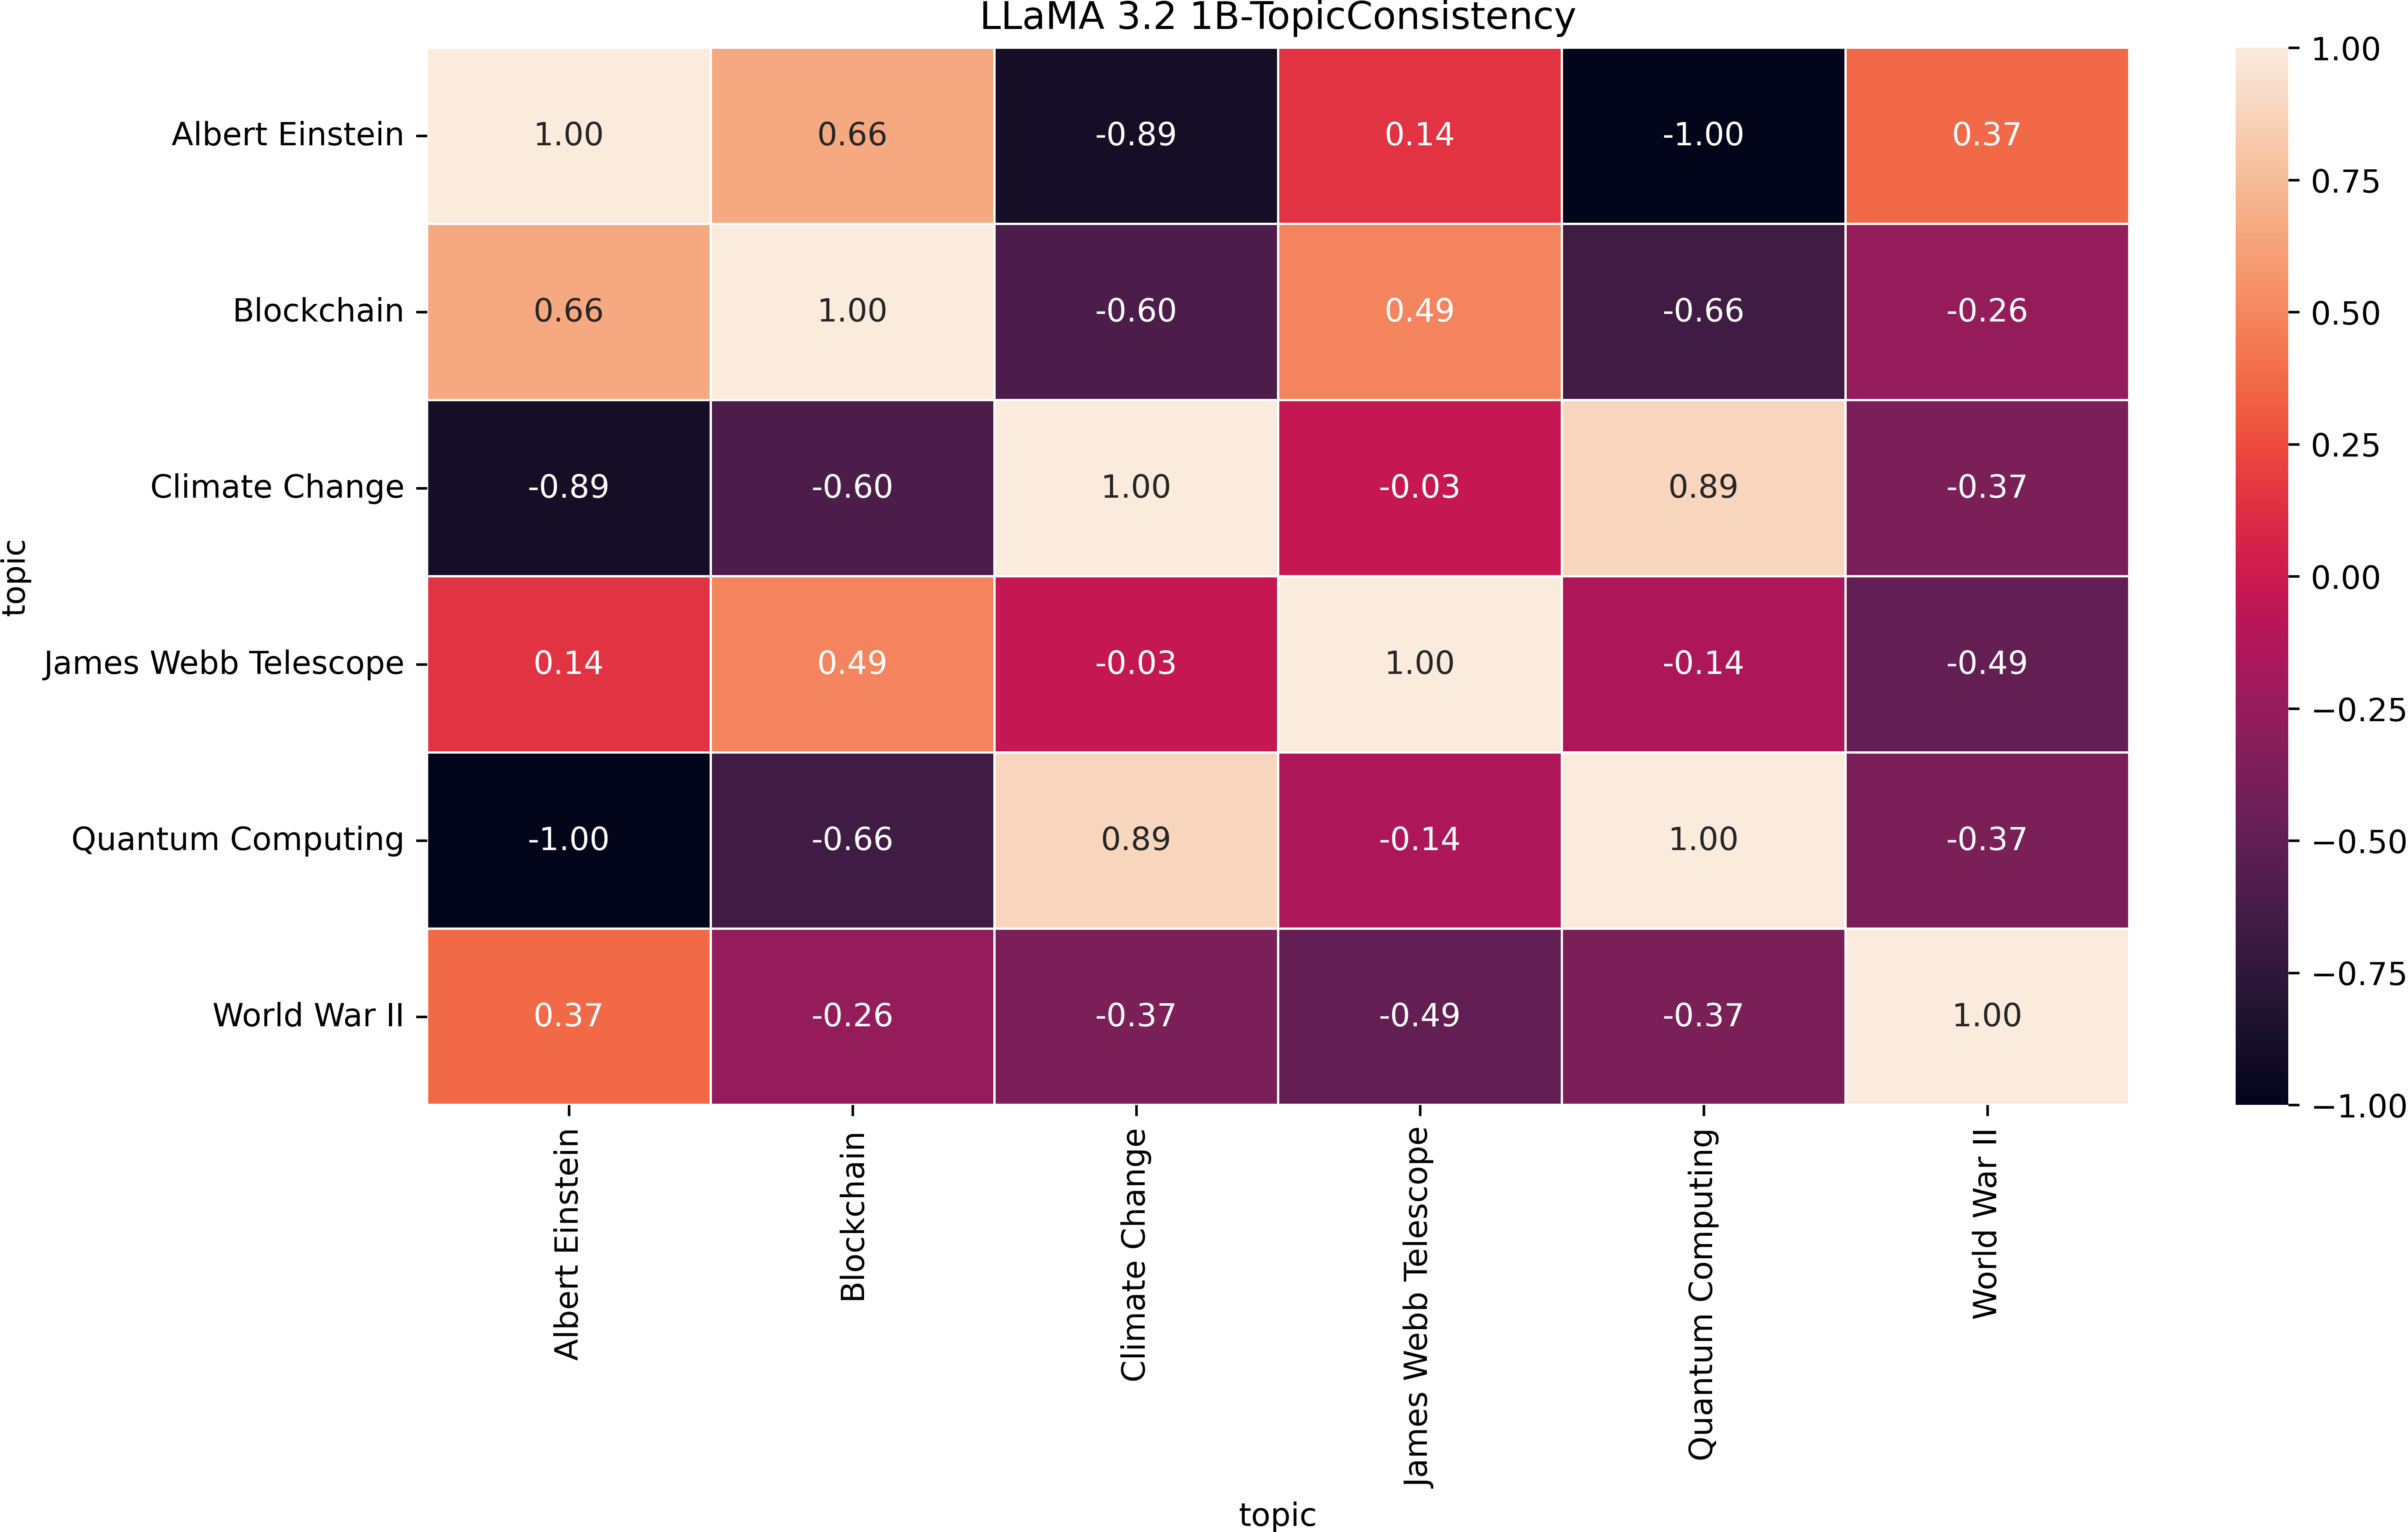 LLaMA 3.2 1B-TopicConsistency
Albert Einstein 1.00 0.66 -0.89 0.14 -1.00 0.37
Blockchain 0.66 1.00 -0.60 0.49 -0.66 -0.26
Climate Change -0.89 -0.60 1.00 -0.03 0.89 -0.37
James Webb Telescope 0.14 0.49 -0.03 1.00 -0.14 -0.49
Quantum Computing -1.00 -0.66 0.89 -0.14 1.00 -0.37
World War II 0.37 -0.26 -0.37 -0.49 -0.37 1.00
topic
Albert Einstein
Blockchain
Climate Change
James Webb Telescope
Quantum Computing
World War II
topic
1.00
0.75
0.50
0.25
0.00
−0.25
−0.50
−0.75
−1.00